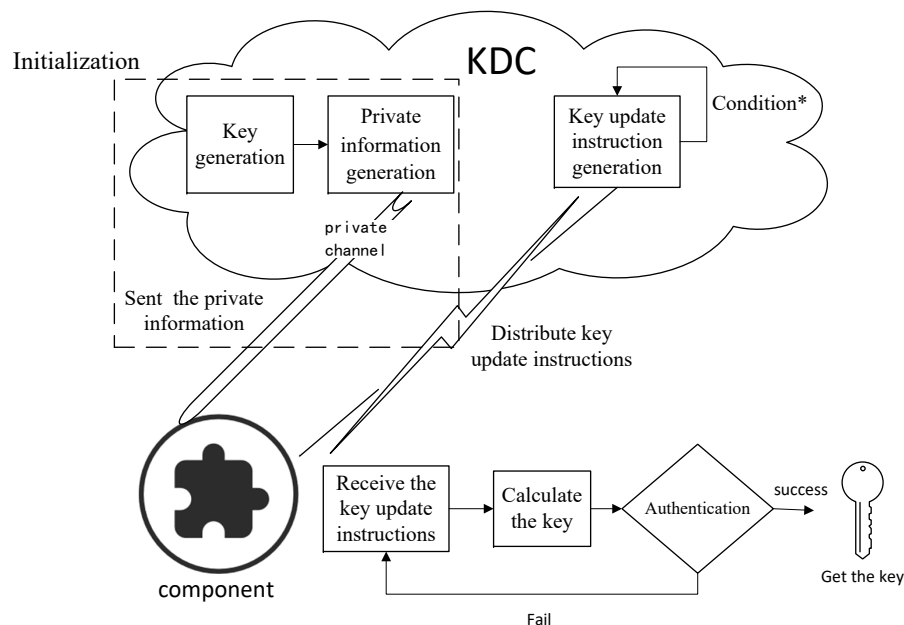 Initialization
KDC
Key
generation
Private
information
generation
Key update
instruction
generation
Condition*
private
channel
Sent the private
information
Distribute key
update instructions
Receive the
key update
instructions
Calculate
the key
Authentication
success
Get the key
component
Fail